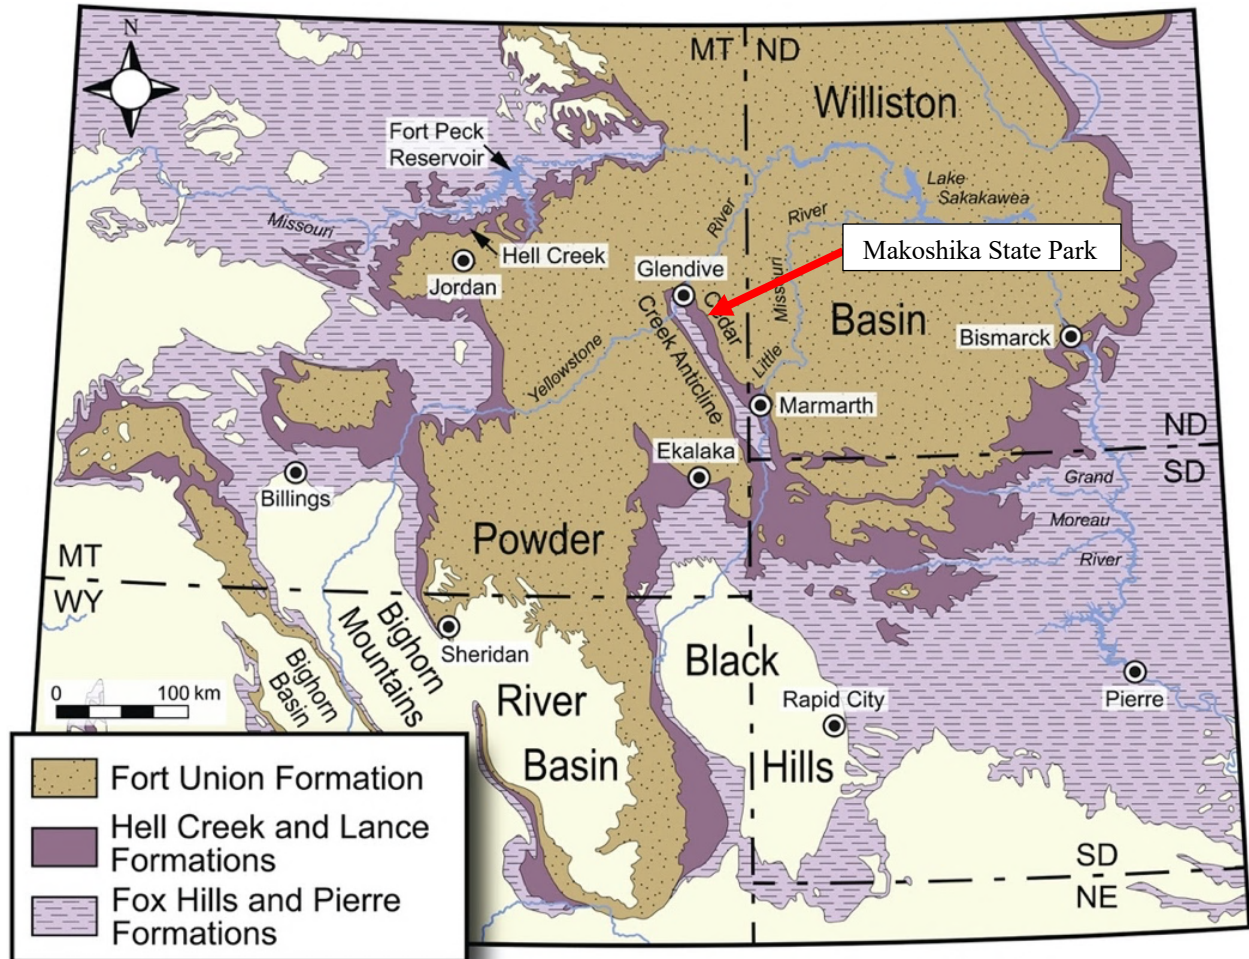 N
MT
ND
Williston
Fort Peck
Reservoir
Lake
Sakakawea
River
River
Missouri
Makoshika State Park
Hell Creek
Glendive
Jordan
Missouri
Cedar
Creek Anticline
Basin
Bismarck
Yellowstone
Little
Marmarth
ND
SD
Ekalaka
Grand
Billings
Moreau
Powder
River
MT
WY
Bighorn
Mountains
Sheridan
Black
Bighorn
Basin
0
100 km
River
Rapid City
Pierre
Basin
Hills
Fort Union Formation
Hell Creek and Lance
Formations
Fox Hills and Pierre
Formations
SD
NE